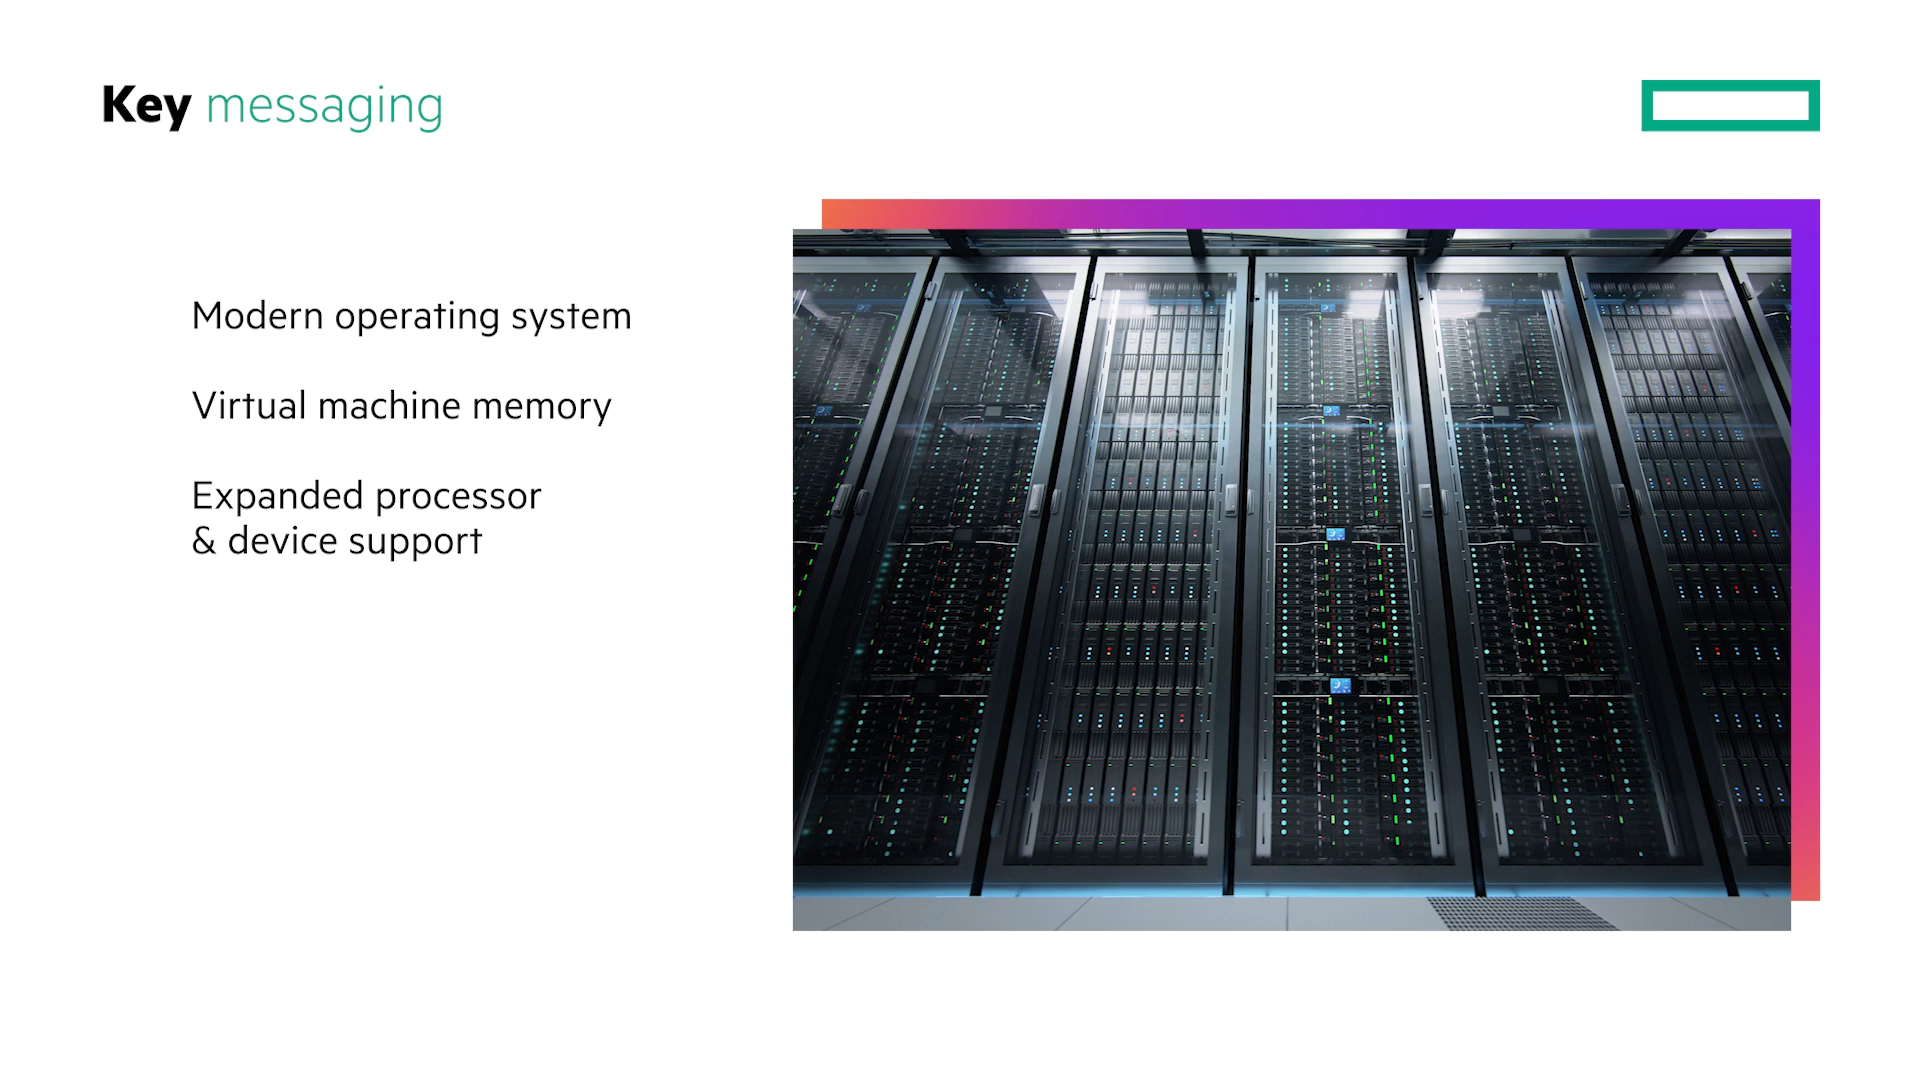 Key messaging
Modern operating system
Virtual machine memory
Expanded processor
& device support